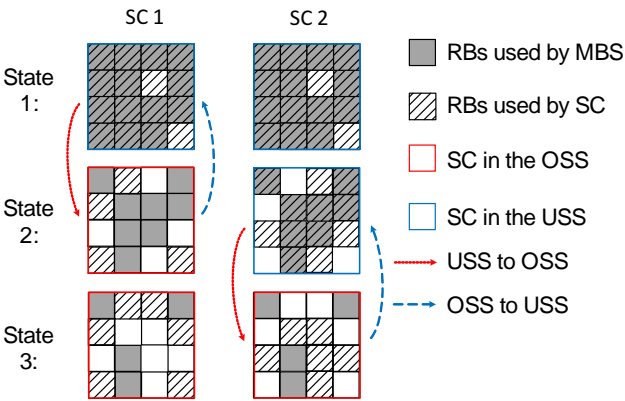 SC 1
SC 2
State
1:
State
2:
State
3:
RBs used by MBS
RBs used by SC
SC in the OSS
SC in the USS
USS to OSS
OSS to USS